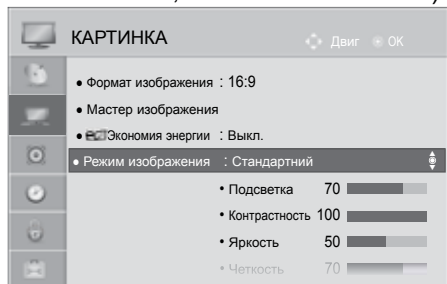 КАРТИНКА
Двиг ОК
• Формат изображения : 16:9
• Мастер изображения
• Экономия энергии : Выкл.
• Режим изображения : Стандартний
• Подсветка 70
• Контрастность 100
• Яркость 50
• Четкость 70